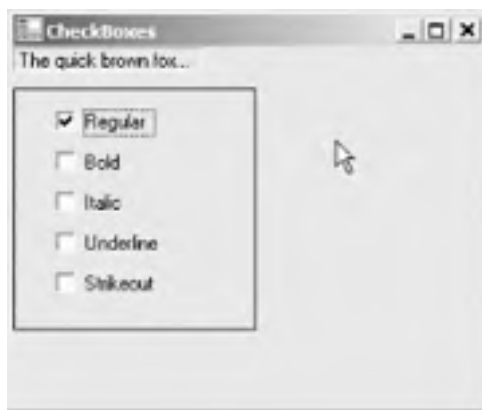 CheckBoxes
The quick brown fox...
Regular
Bold
Italic
Underline
Strikeout